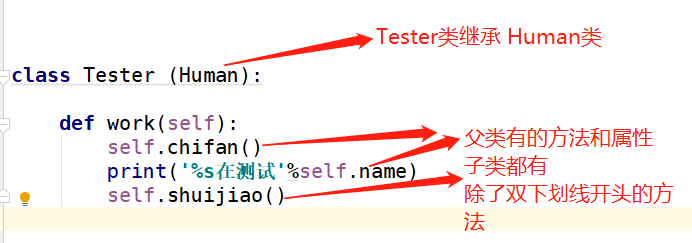 Tester类继承 Human类
class Tester (Human):
def work(self):
self.chifan()
print('%s在测试'%self.name)
self.shuijiao()
父类有的方法和属性
子类都有
除了双下划线开头的方
法